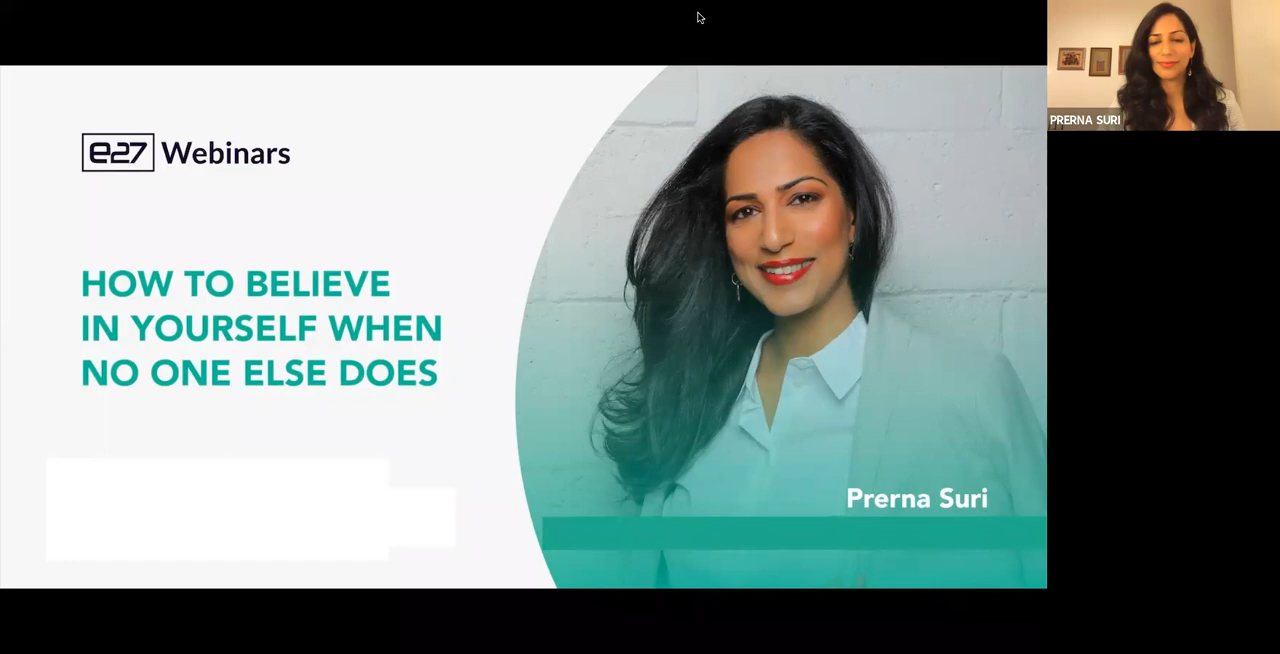 e27 Webinars
HOW TO BELIEVE
IN YOURSELF WHEN
NO ONE ELSE DOES
Prerna Suri
PRERNA SURI